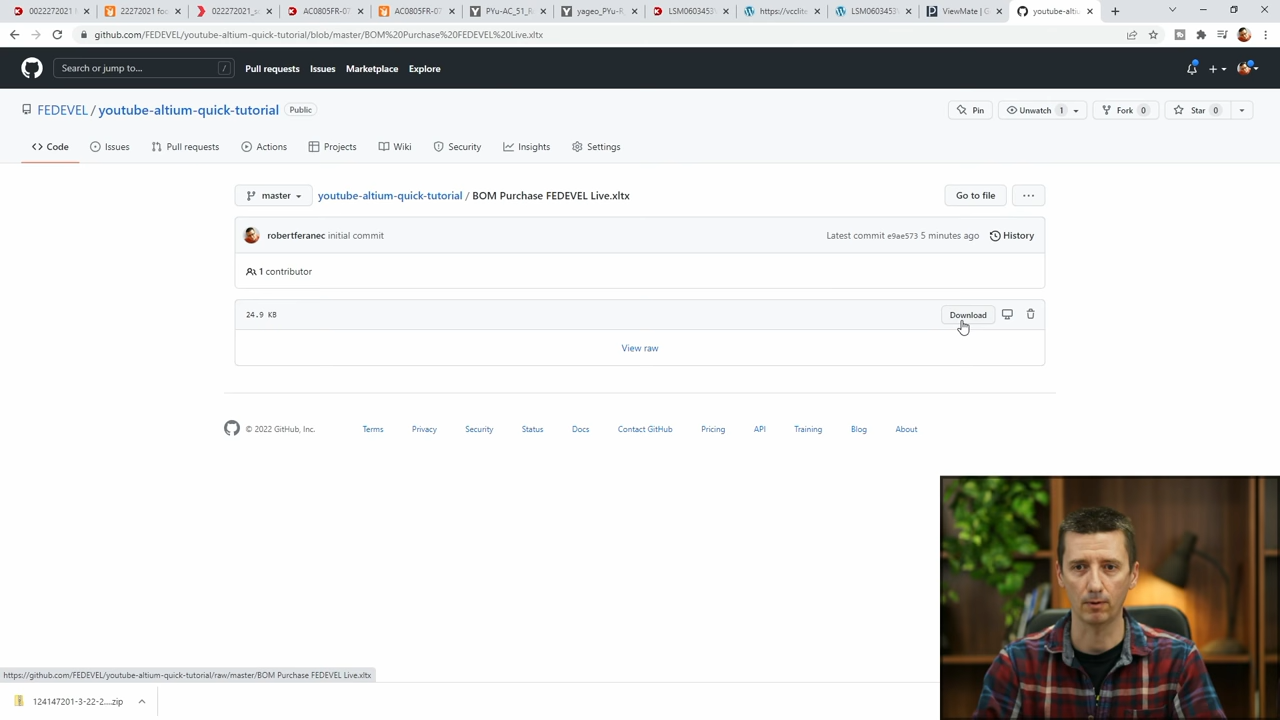 0022272021 
22272021 foo
022272021_s
AC0805FR-07
AC0805FR-07
PYu-AC_51_R
yageo_PYu-R_
LSM0603453
https://vcclite
LSM0603453
ViewMate | G
youtube-altiu
github.com/FEDEVEL/youtube-altium-quick-tutorial/blob/master/BOM%20Purchase%20FEDEVEL%20Live.xltx
Search or jump to... /
Pull requests Issues Marketplace Explore
FEDEVEL / youtube-altium-quick-tutorial Public
Pin Unwatch 1 Fork 0 Star 0
Code Issues Pull requests Actions Projects Wiki Security Insights Settings
master youtube-altium-quick-tutorial / BOM Purchase FEDEVEL Live.xltx Go to file ...
robertferanec initial commit Latest commit e9ae573 5 minutes ago History
1 contributor
24.9 KB Download
View raw
© 2022 GitHub, Inc. Terms Privacy Security Status Docs Contact GitHub Pricing API Training Blog About
https://github.com/FEDEVEL/youtube-altium-quick-tutorial/raw/master/BOM Purchase FEDEVEL Live.xltx
124147201-3-22-2....zip